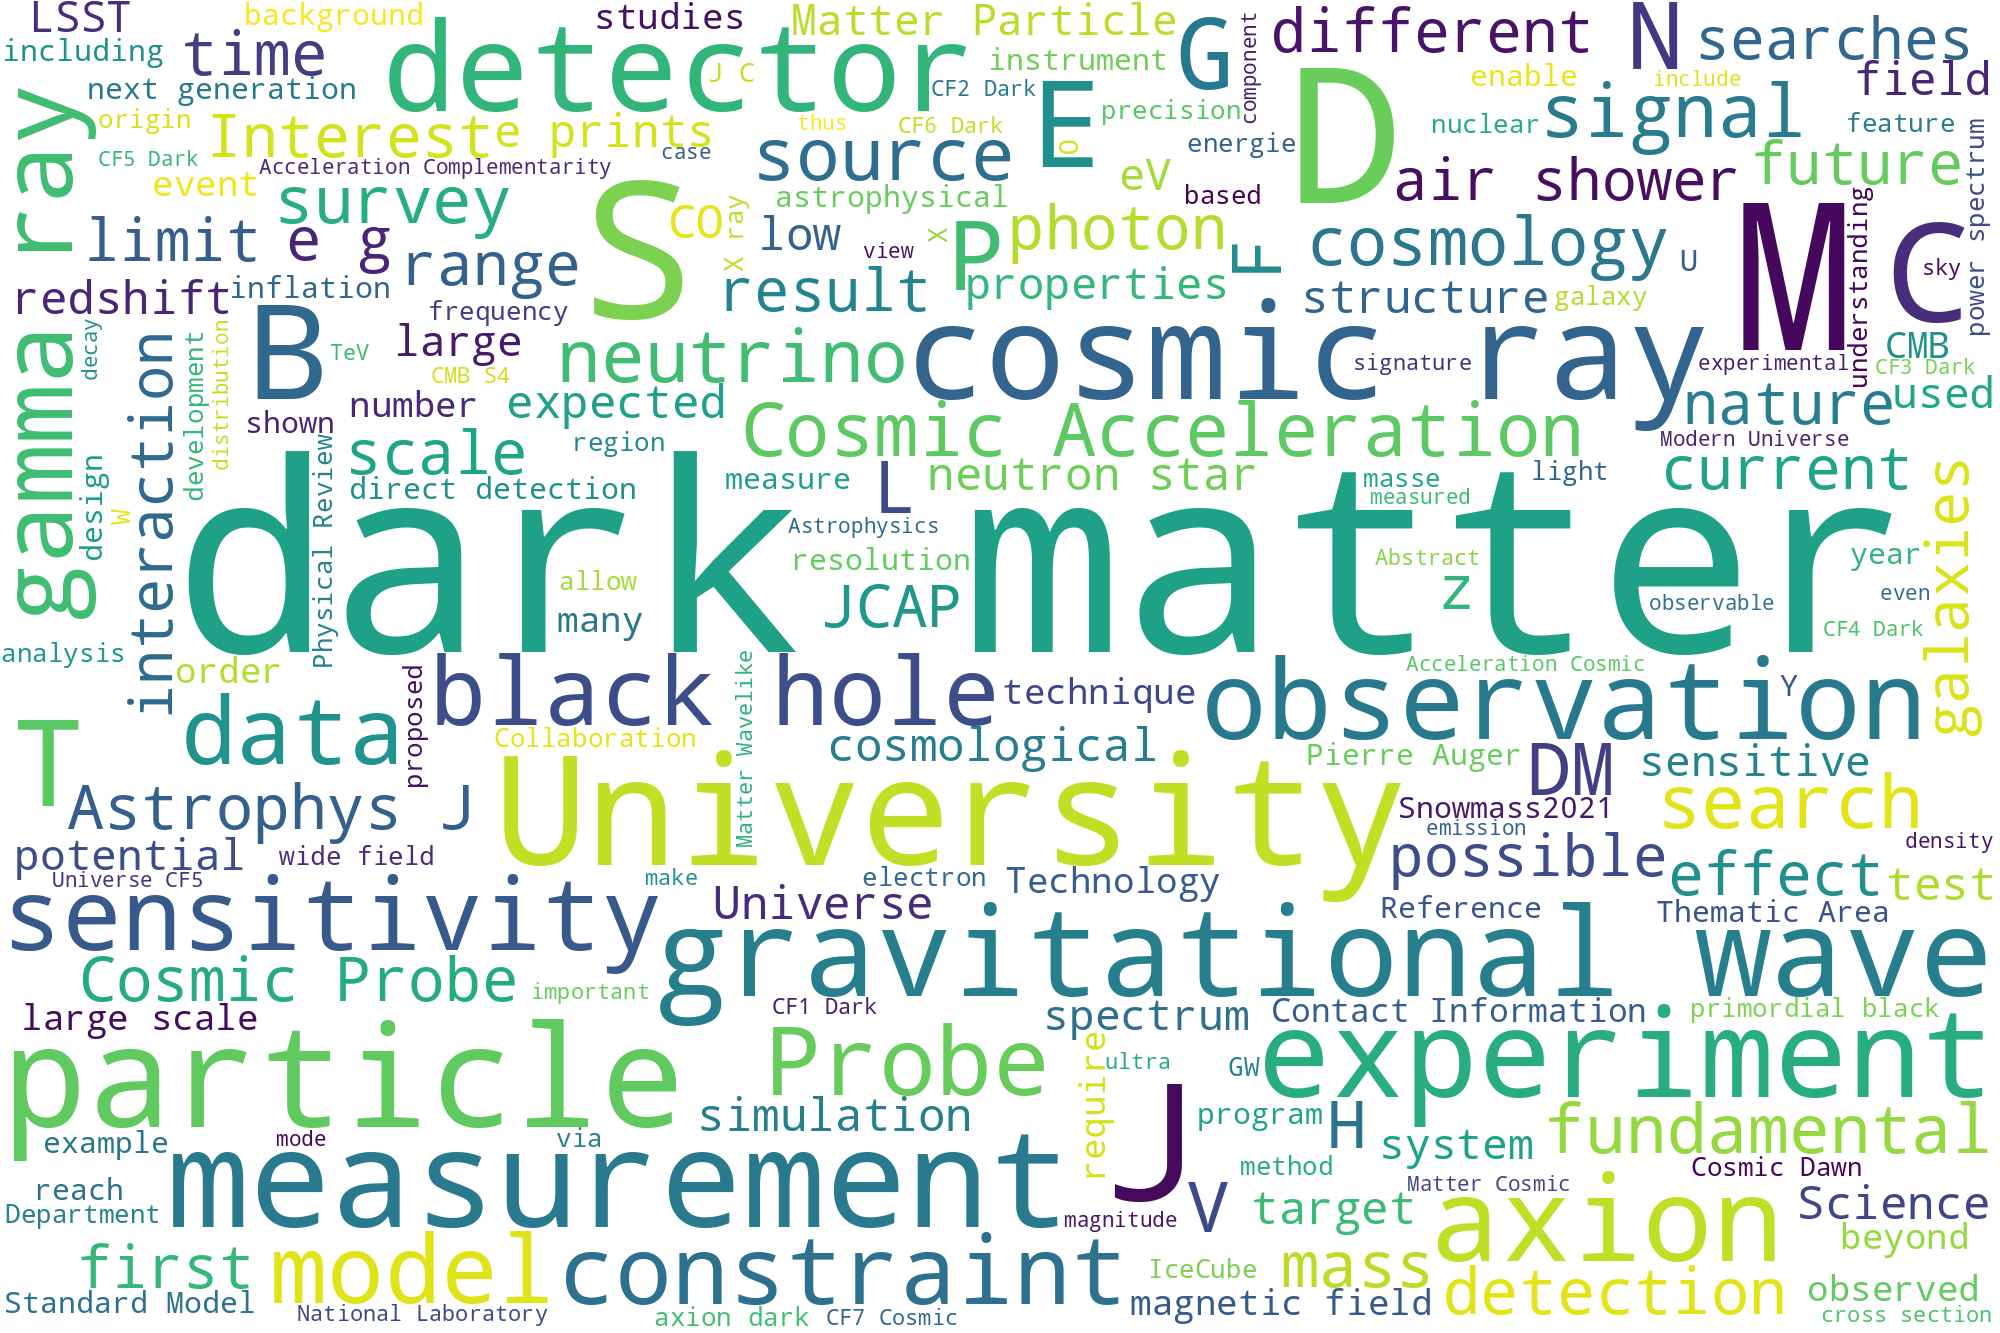 LSST
background
studies
Matter Particle
G
different
N
searches
including
time
detector
J C
instrument
component
enable
include
field
next generation
CF2 Dark
E
precision
D
signal
ray
origin
Interest
e prints
thus
CF6 Dark
O
energie
nuclear
feature
power spectrum
CF5 Dark
Acceleration Complementarity
case
source
air shower
future
event
survey
S
CO
X ray
astrophysical
eV
based
M
understanding
C
limit
e g
low
view
X
P
photon
F
cosmology
U
sky
redshift
inflation
range
result
properties
structure
galaxy
gamma
decay
interaction
development
distribution
B
TeV
frequency
large
CMB S4
neutrino
cosmic ray
signature
experimental
CMB
CF3 Dark
shown
number
expected
Cosmic Acceleration
nature
used
Modern Universe
design
W
Physical Review
scale
region
direct detection
measure
L
neutron star
masse
measured
light
current
galaxies
dark matter
Astrophysics
resolution
Abstract
year
allow
many
JCAP
z
observable
even
CF4 Dark
analysis
order
proposed
black hole
Matter Wavelike
technique
Acceleration Cosmic
observation
Y
T
data
Collaboration
cosmological
Pierre Auger
DM
sensitive
Astrophys J
University
Snowmass2021
emission
search
density
potential
wide field
possible
effect
test
Universe CF5
make
electron
Technology
sensitivity
Universe
Reference
Thematic Area
gravitational wave
Cosmic Probe
important
CF1 Dark
spectrum
Contact Information
primordial black
large scale
particle
Probe
require
ultra
GW
experiment
simulation
J
program
H
system
fundamental
example
mode
via
measurement
method
Matter Cosmic
Cosmic Dawn
reach
Department
magnitude
V
target
axion
Science
first
model
constraint
IceCube
mass
detection
beyond
observed
Standard Model
National Laboratory
axion dark
CF7 Cosmic
magnetic field
cross section